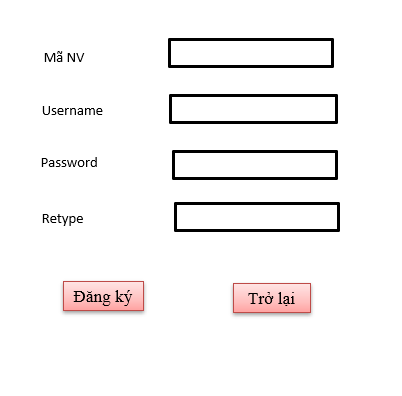 Mã NV
Username
Password
Retype
Đăng ký Trở lại